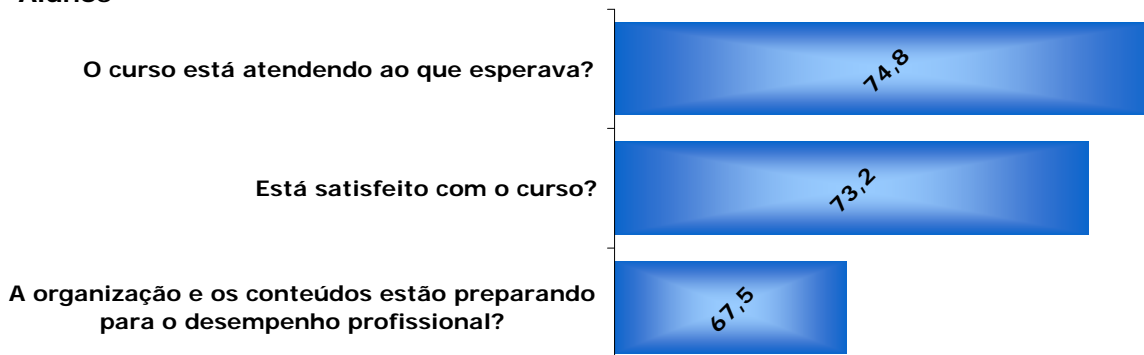 Alunos
O curso está atendendo ao que esperava?
74,8
Está satisfeito com o curso?
73,2
A organização e os conteúdos estão preparando
para o desempenho profissional?
67,5